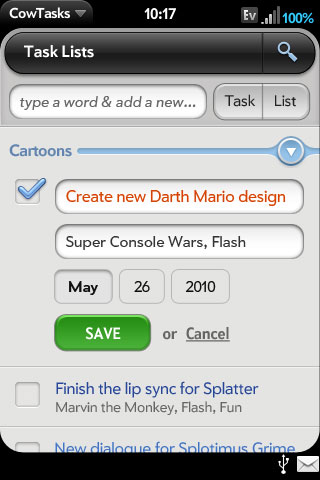 CowTasks 10:17 Ev 100%
Task Lists
type a word & add a new... Task List
Cartoons
Create new Darth Mario design
Super Console Wars, Flash
May 26 2010
SAVE or Cancel
Finish the lip sync for Splatter
Marvin the Monkey, Flash, Fun
New dialogue for Splotimus Grime